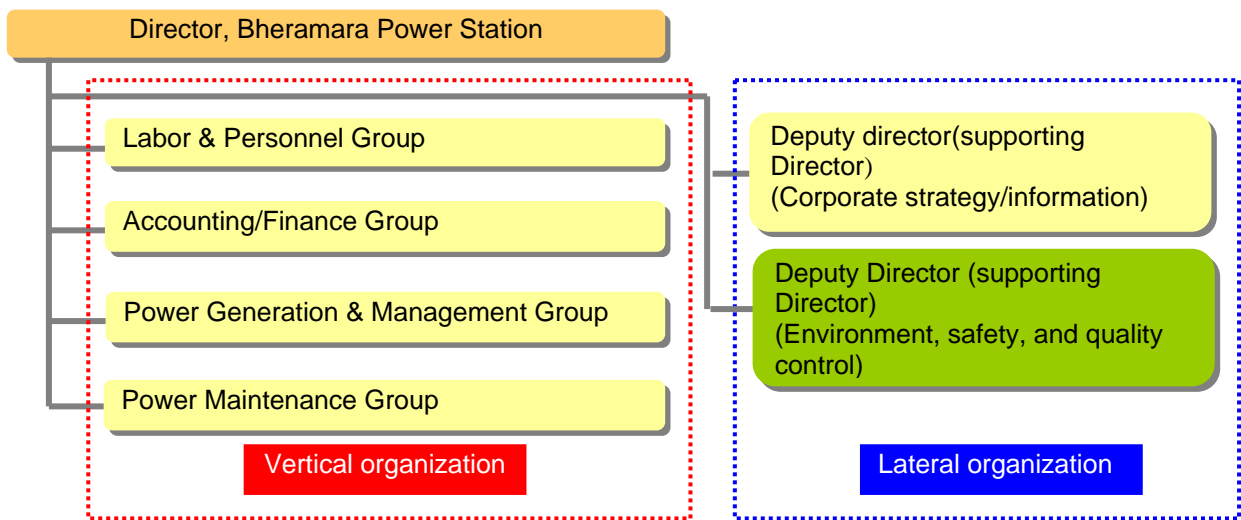 Director, Bheramara Power Station
Labor & Personnel Group
Accounting/Finance Group
Power Generation & Management Group
Power Maintenance Group
Vertical organization
Deputy director(supporting
Director)
(Corporate strategy/information)
Deputy Director (supporting
Director)
(Environment, safety, and quality
control)
Lateral organization